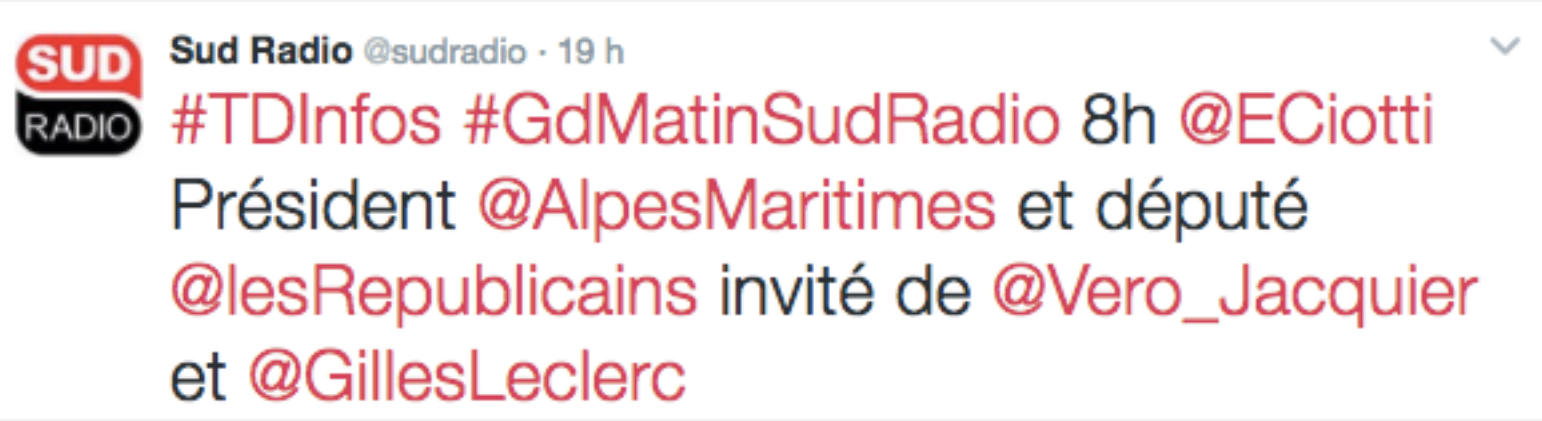 SUD
RADIO
Sud Radio @sudradio · 19 h
#TDInfos #GdMatinSudRadio 8h @ECiotti
Président @AlpesMaritimes et député
@lesRepublicains invité de @Vero_Jacquier
et @GillesLeclerc